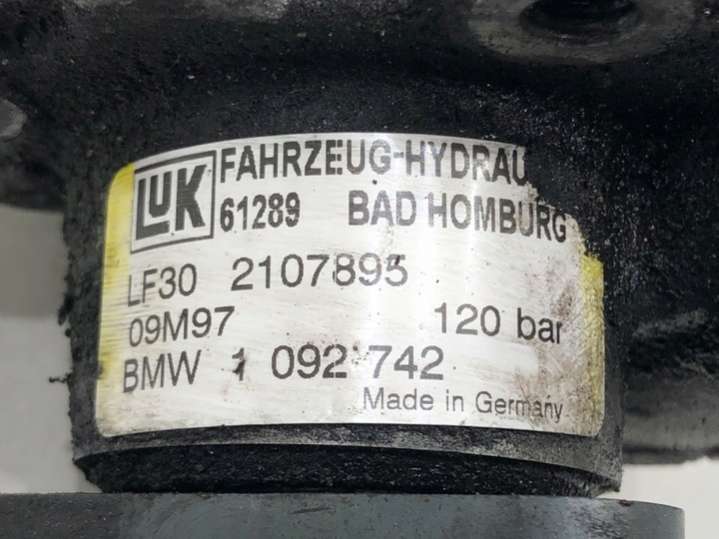 LuK FAHRZEUG-HYDRAU
61289 BAD HOMBURG
LF30 2107895
09M97 120 bar
BMW 1 092 742
Made in Germany